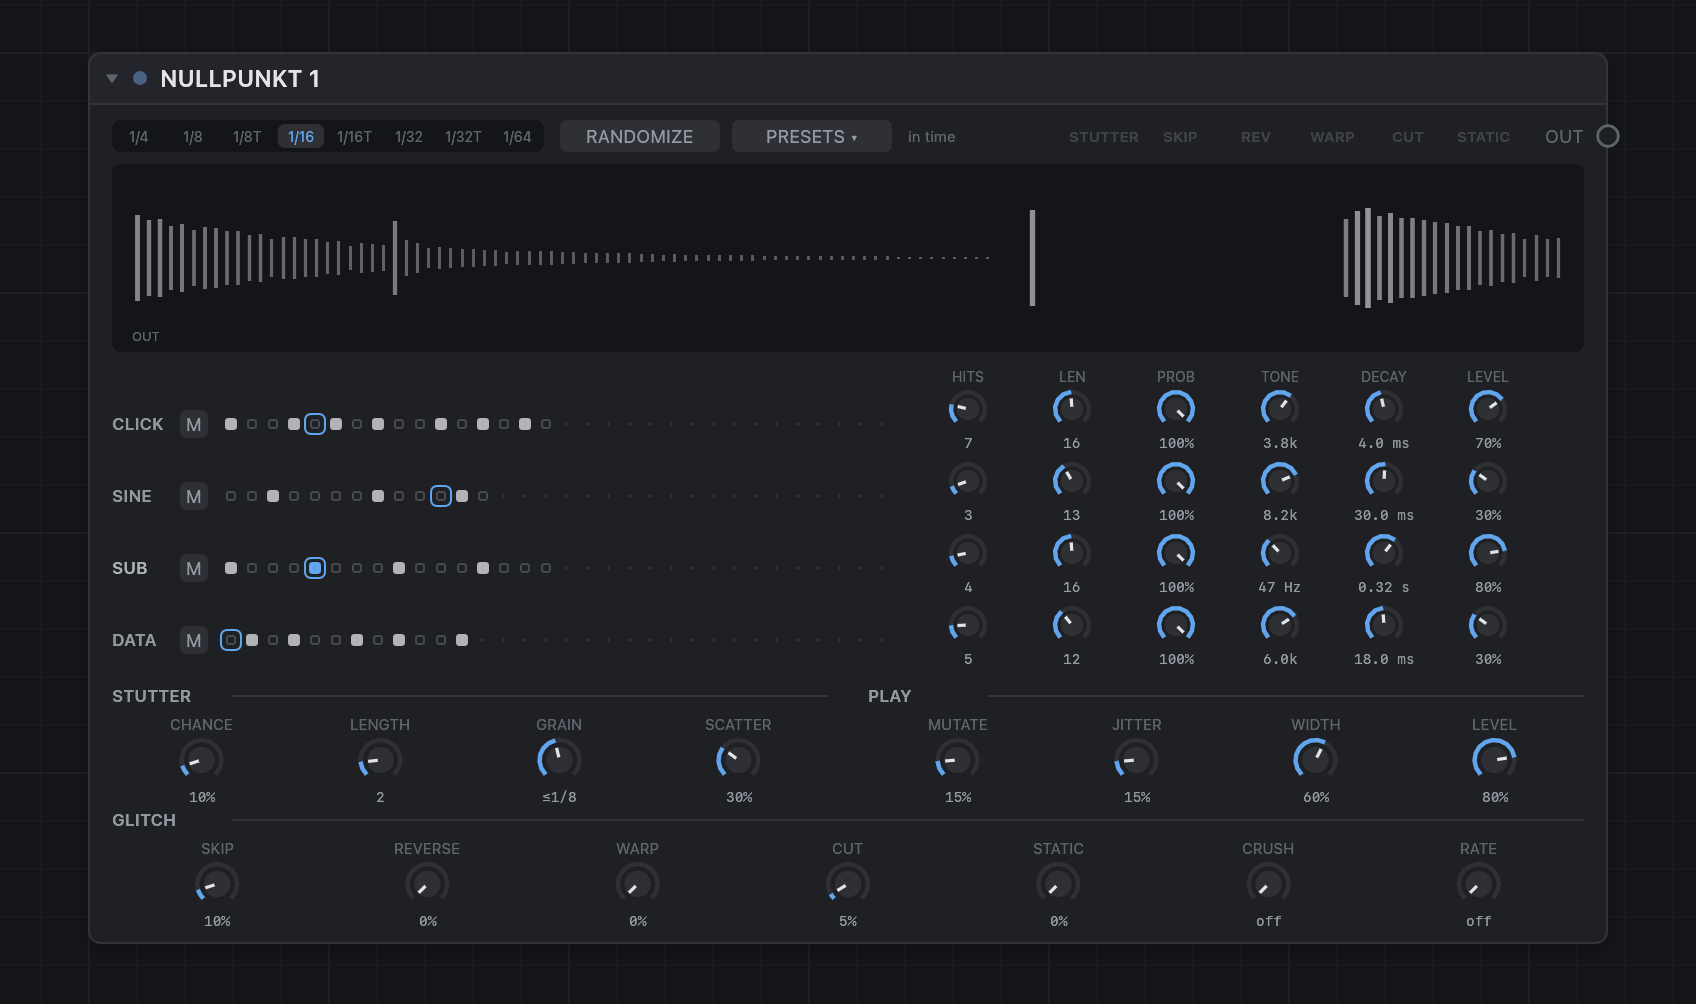 NULLPUNKT 1
1/4 1/8 1/8T 1/16 1/16T 1/32 1/32T 1/64 RANDOMIZE PRESETS ▾ in time STUTTER SKIP REV WARP CUT STATIC OUT
OUT
HITS LEN PROB TONE DECAY LEVEL
CLICK M
7 16 100% 3.8k 4.0 ms 70%
SINE M
3 13 100% 8.2k 30.0 ms 30%
SUB M
4 16 100% 47 Hz 0.32 s 80%
DATA M
5 12 100% 6.0k 18.0 ms 30%
STUTTER PLAY
CHANCE LENGTH GRAIN SCATTER MUTATE JITTER WIDTH LEVEL
10% 2 ≤1/8 30% 15% 15% 60% 80%
GLITCH
SKIP REVERSE WARP CUT STATIC CRUSH RATE
10% 0% 0% 5% 0% off off